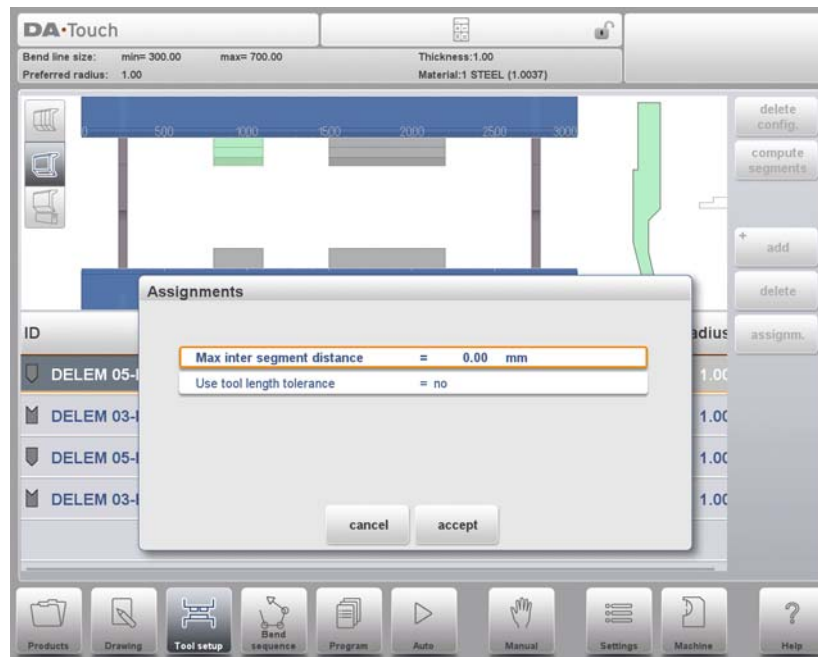 DA·Touch
Bend line size: min= 300.00 max= 700.00 Thickness:1.00
Preferred radius: 1.00 Material:1 STEEL (1.0037)
0 500 1000 1500 2000 2500 3000
delete
config.
compute
segments
+ add
delete
assignm.
Assignments
Max inter segment distance = 0.00 mm
Use tool length tolerance = no
cancel accept
ID adius
DELEM 05- 1.00
DELEM 03- 1.00
DELEM 05- 1.00
DELEM 03- 1.00
Products Drawing Tool setup Bend sequence Program Auto Manual Settings Machine ? Help